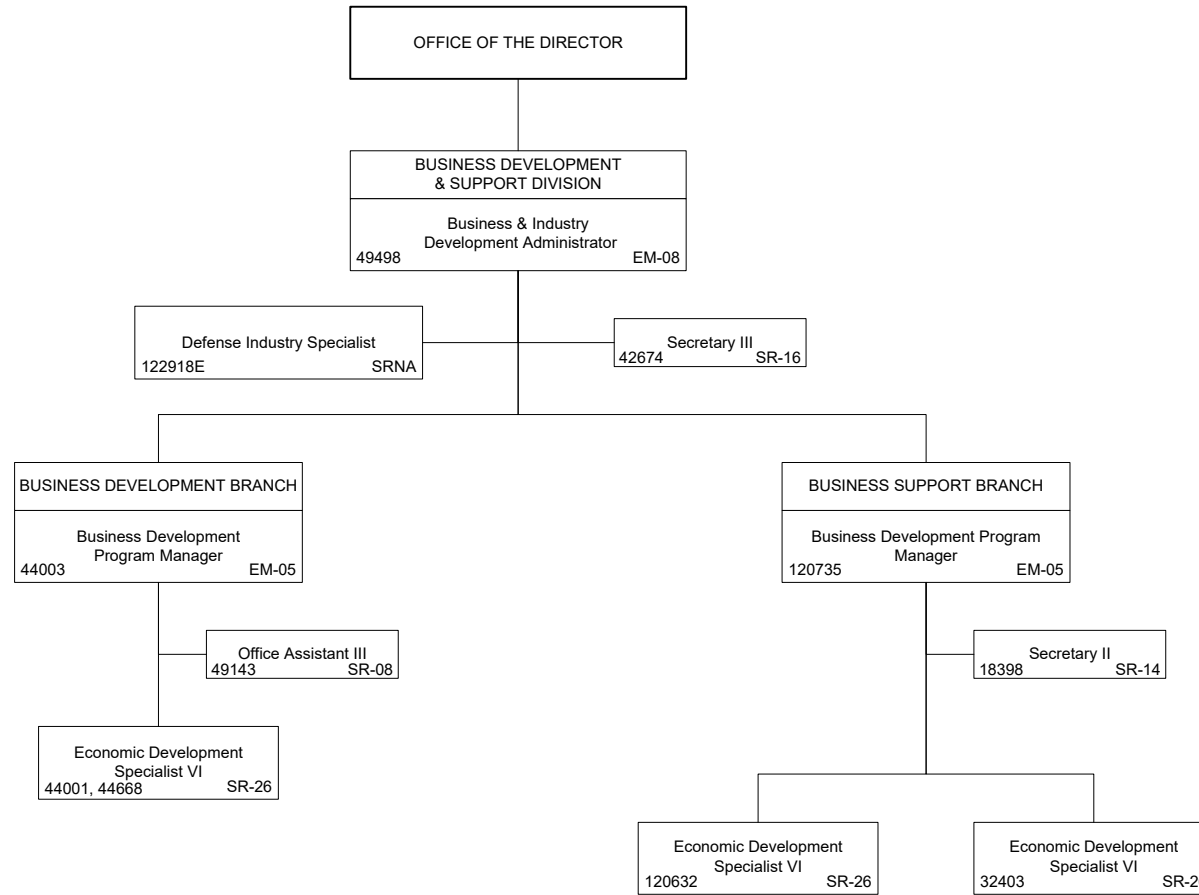 OFFICE OF THE DIRECTOR
BUSINESS DEVELOPMENT
& SUPPORT DIVISION
Business & Industry
Development Administrator
49498 EM-08
Defense Industry Specialist
122918E SRNA
Secretary III
42674 SR-16
BUSINESS DEVELOPMENT BRANCH
Business Development
Program Manager
44003 EM-05
BUSINESS SUPPORT BRANCH
Business Development Program
Manager
120735 EM-05
Office Assistant III
49143 SR-08
Secretary II
18398 SR-14
Economic Development
Specialist VI
44001, 44668 SR-26
Economic Development
Specialist VI
120632 SR-26
Economic Development
Specialist VI
32403